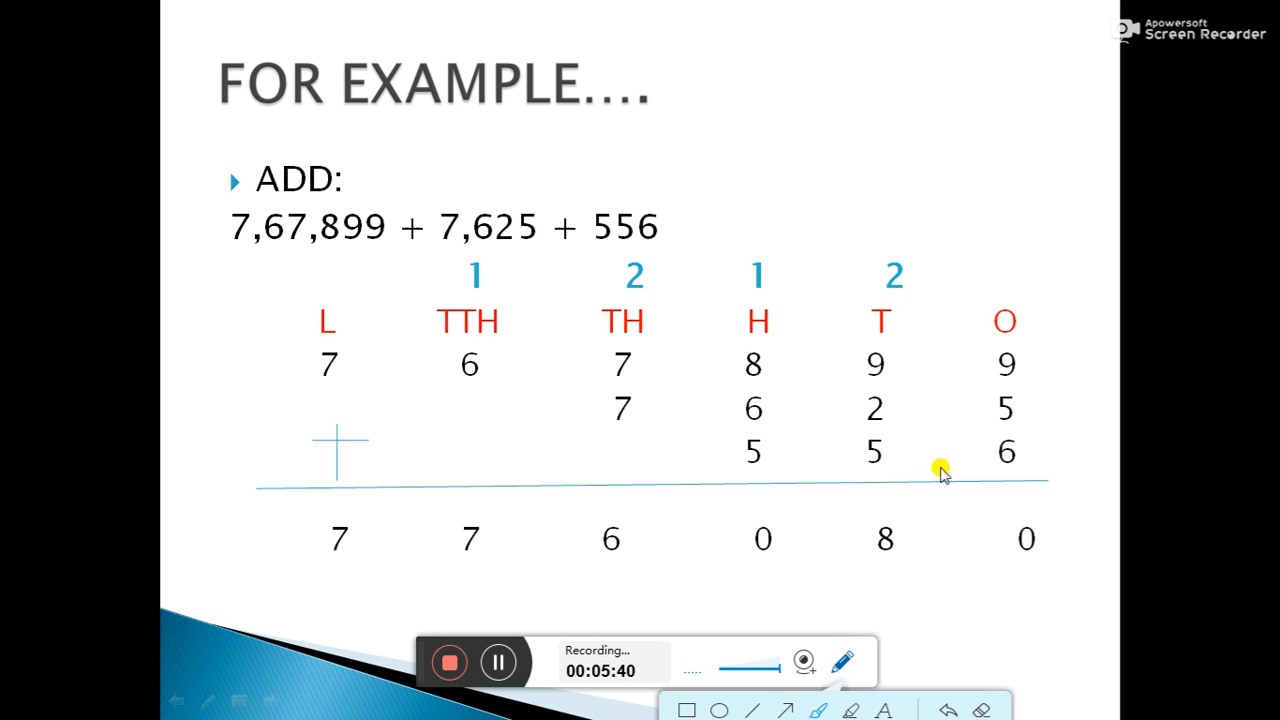 Apowersoft
Screen Recorder
FOR EXAMPLE....
ADD:
7,67,899 + 7,625 + 556
1 2 1 2
L TTH TH H T O
7 6 7 8 9 9
7 6 2 5
5 5 6
7 7 6 0 8 0
Recording...
00:05:40
A